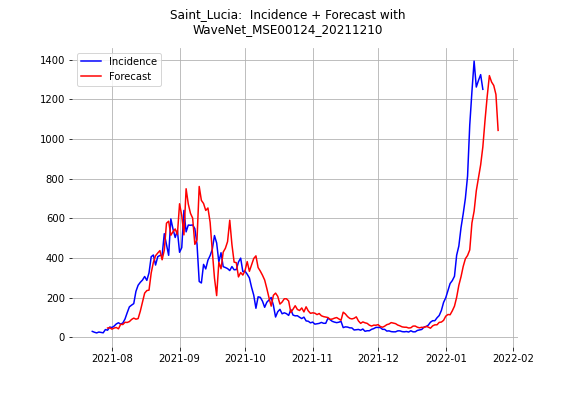 Saint_Lucia:  Incidence + Forecast with
WaveNet_MSE00124_20211210
Incidence
Forecast
1400
1200
1000
800
600
400
200
0
2021-08 2021-09 2021-10 2021-11 2021-12 2022-01 2022-02